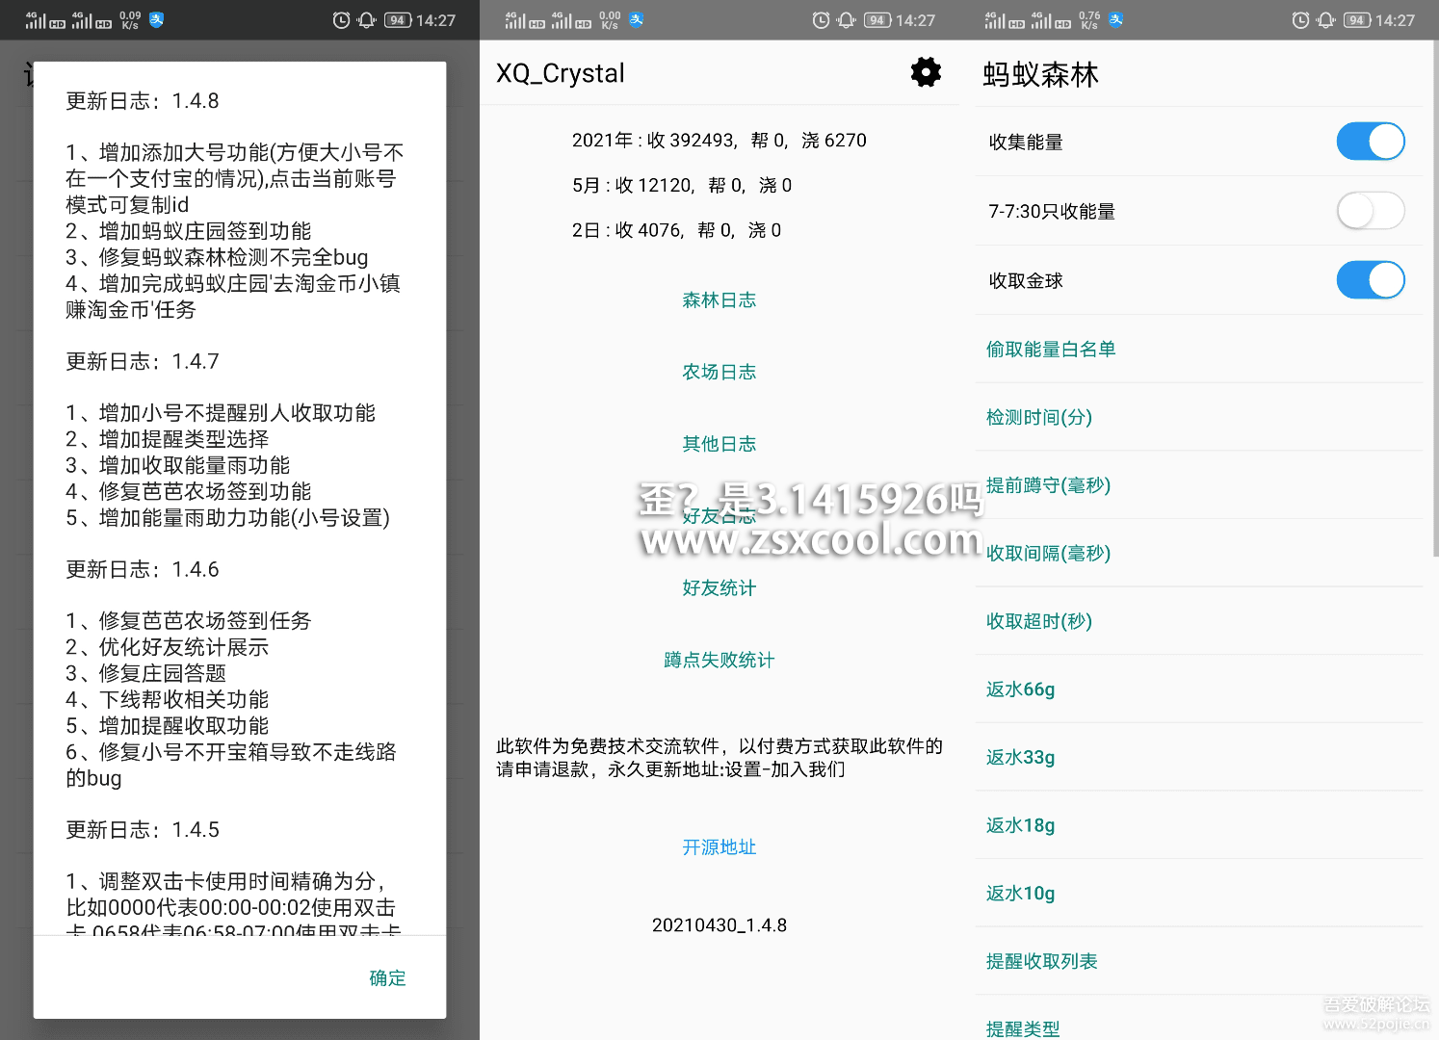 4G HD 4G HD 0.09 K/s 94 14:27
更新日志：1.4.8
1、增加添加大号功能(方便大小号不
在一个支付宝的情况),点击当前账号
模式可复制id
2、增加蚂蚁庄园签到功能
3、修复蚂蚁森林检测不完全bug
4、增加完成蚂蚁庄园'去淘金币小镇
赚淘金币'任务
更新日志：1.4.7
1、增加小号不提醒别人收取功能
2、增加提醒类型选择
3、增加收取能量雨功能
4、修复芭芭农场签到功能
5、增加能量雨助力功能(小号设置)
更新日志：1.4.6
1、修复芭芭农场签到任务
2、优化好友统计展示
3、修复庄园答题
4、下线帮收相关功能
5、增加提醒收取功能
6、修复小号不开宝箱导致不走线路
的bug
更新日志：1.4.5
1、调整双击卡使用时间精确为分，
比如0000代表00:00-00:02使用双击
卡,0658代表06:58-07:00使用双击卡
确定
4G HD 4G HD 0.00 K/s 94 14:27
XQ_Crystal
2021年 : 收 392493，帮 0，浇 6270
5月 : 收 12120，帮 0，浇 0
2日 : 收 4076，帮 0，浇 0
森林日志
农场日志
其他日志
歪？是3.1415926吗
好友日志
www.zsxcool.com
好友统计
蹲点失败统计
此软件为免费技术交流软件，以付费方式获取此软件的
请申请退款，永久更新地址:设置-加入我们
开源地址
20210430_1.4.8
4G HD 4G HD 0.76 K/s 94 14:27
蚂蚁森林
收集能量
7-7:30只收能量
收取金球
偷取能量白名单
检测时间(分)
提前蹲守(毫秒)
收取间隔(毫秒)
收取超时(秒)
返水66g
返水33g
返水18g
返水10g
提醒收取列表
提醒类型
吾爱破解论坛
www.52pojie.cn